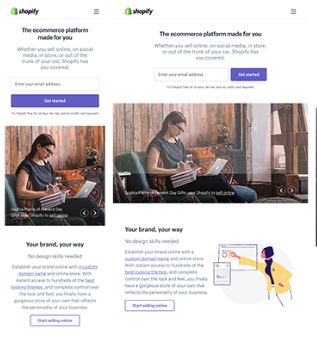 shopify
The ecommerce platform
made for you
Whether you sell online, on social
media, in store, or out of the
trunk of your car, Shopify has
you covered.
Enter your email address
Get started
Try Shopify free for 14 days. No risk, and no credit card required.
Sophia Parma of Present Day
Gifts uses Shopify to sell online
Your brand, your way
No design skills needed
Establish your brand online with a custom
domain name and online store. With
instant access to hundreds of the best
looking themes, and complete control
over the look and feel, you finally have a
gorgeous store of your own that reflects
the personality of your business.
Start selling online
shopify
The ecommerce platform made for you
Whether you sell online, on social media, in store,
or out of the trunk of your car, Shopify has
you covered.
Enter your email address
Get started
Try Shopify free for 14 days. No risk, and no credit card required.
Gifts uses Shopify to sell online
Your brand, your way
No design skills needed
Establish your brand online with
a custom domain name and online store.
With instant access to hundreds of the
best looking themes, and complete
control over the look and feel, you finally
have a gorgeous store of your own that
reflects the personality of your business.
Start selling online